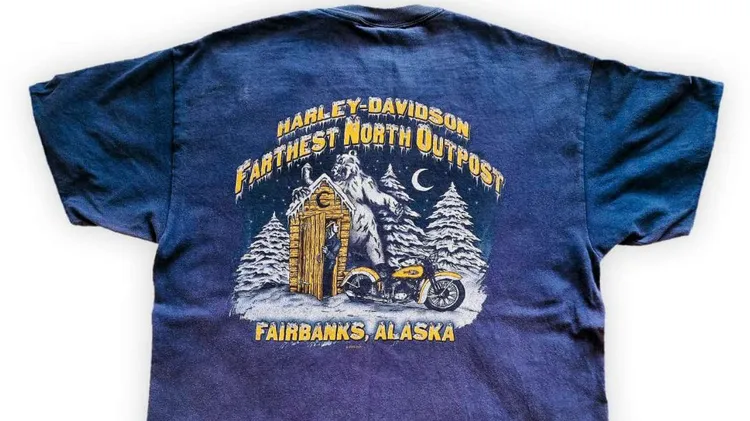 HARLEY-DAVIDSON
FARTHEST NORTH OUTPOST
FAIRBANKS, ALASKA